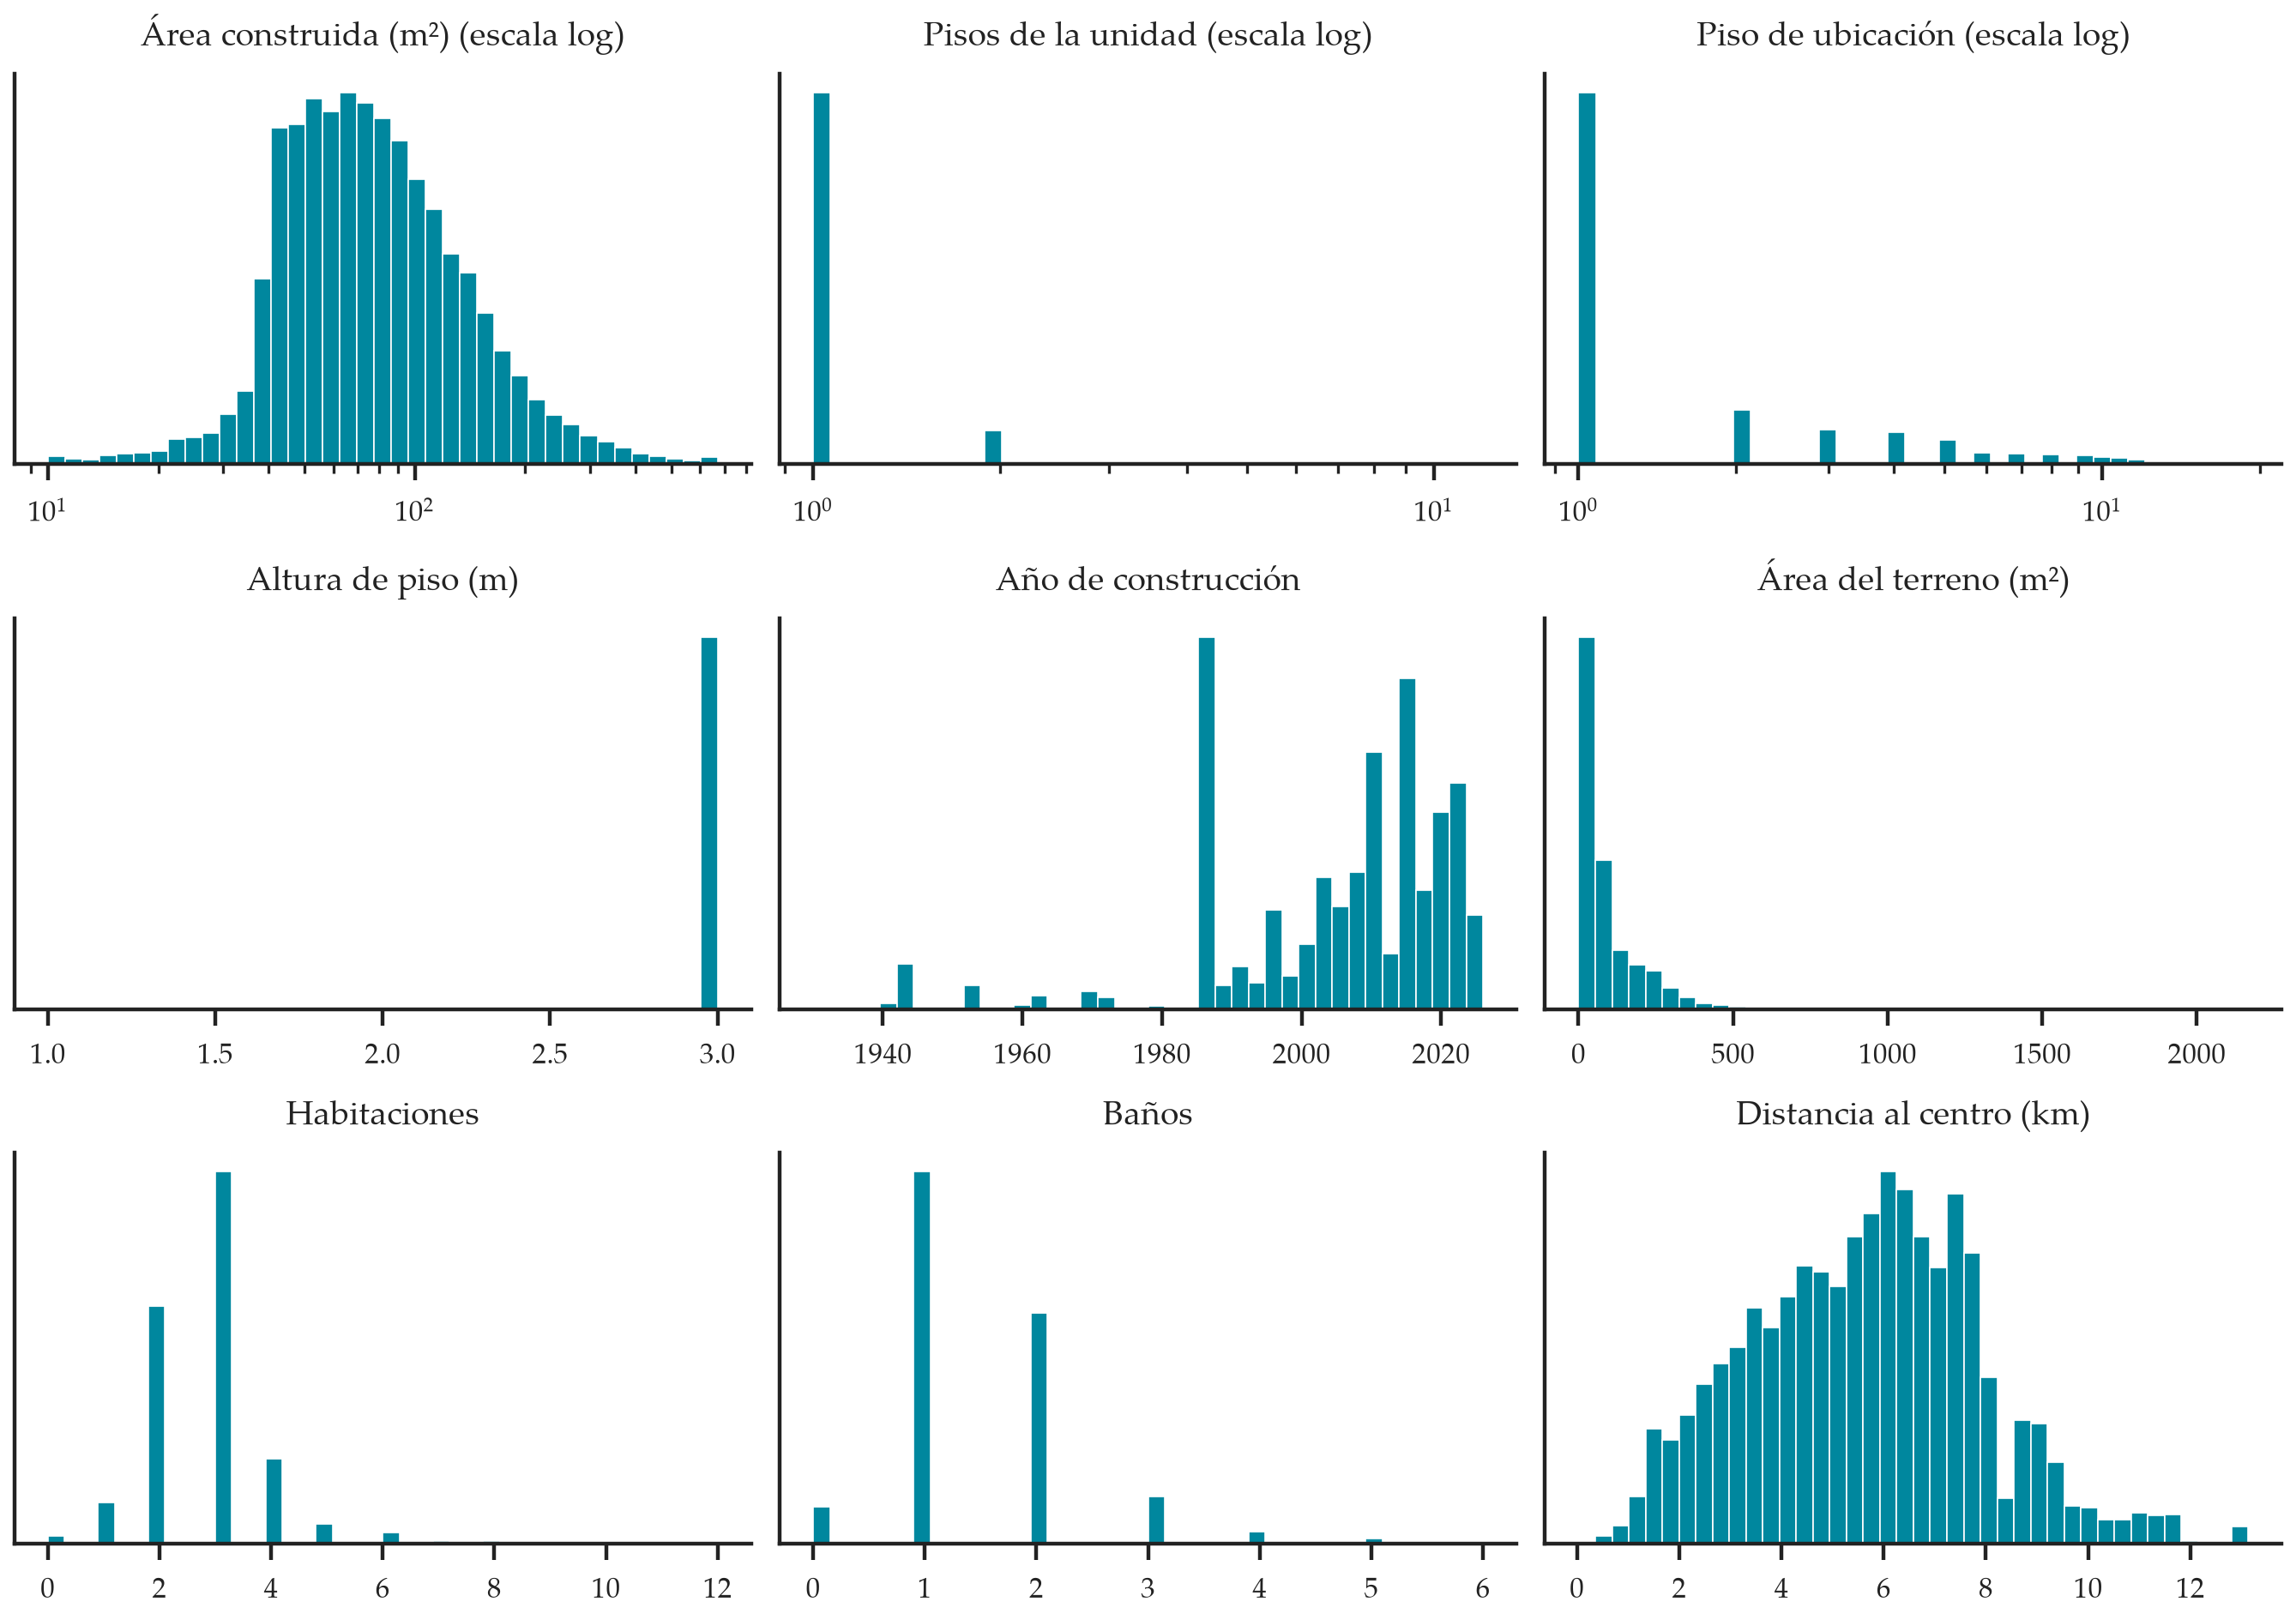 Área construida (m²) (escala log)
Pisos de la unidad (escala log)
Piso de ubicación (escala log)
10¹ 10²
10⁰ 10¹
10⁰ 10¹
Altura de piso (m)
Año de construcción
Área del terreno (m²)
1.0 1.5 2.0 2.5 3.0
1940 1960 1980 2000 2020
0 500 1000 1500 2000
Habitaciones
Baños
Distancia al centro (km)
0 2 4 6 8 10 12
0 1 2 3 4 5 6
0 2 4 6 8 10 12